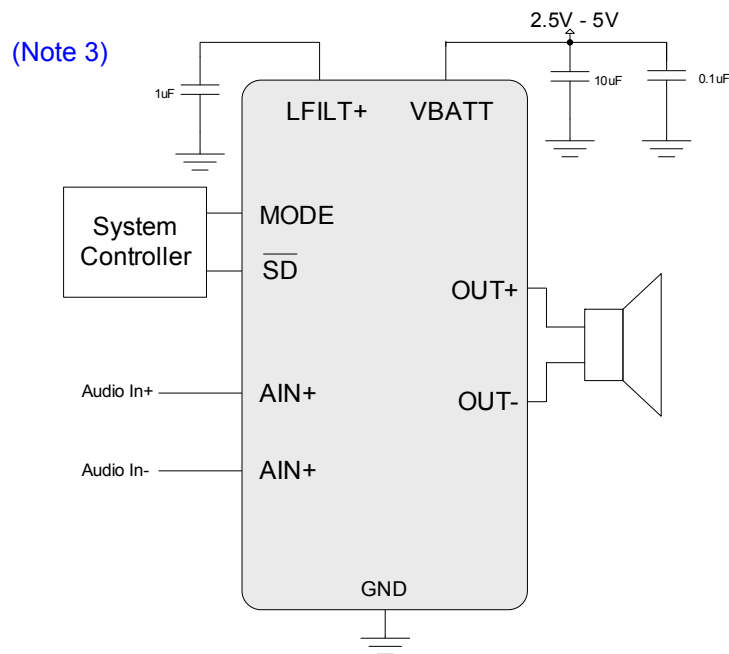 2.5V - 5V
(Note 3)
1uF
10uF
0.1uF
LFILT+
VBATT
System
Controller
MODE
SD
OUT+
Audio In+
AIN+
OUT-
Audio In-
AIN+
GND